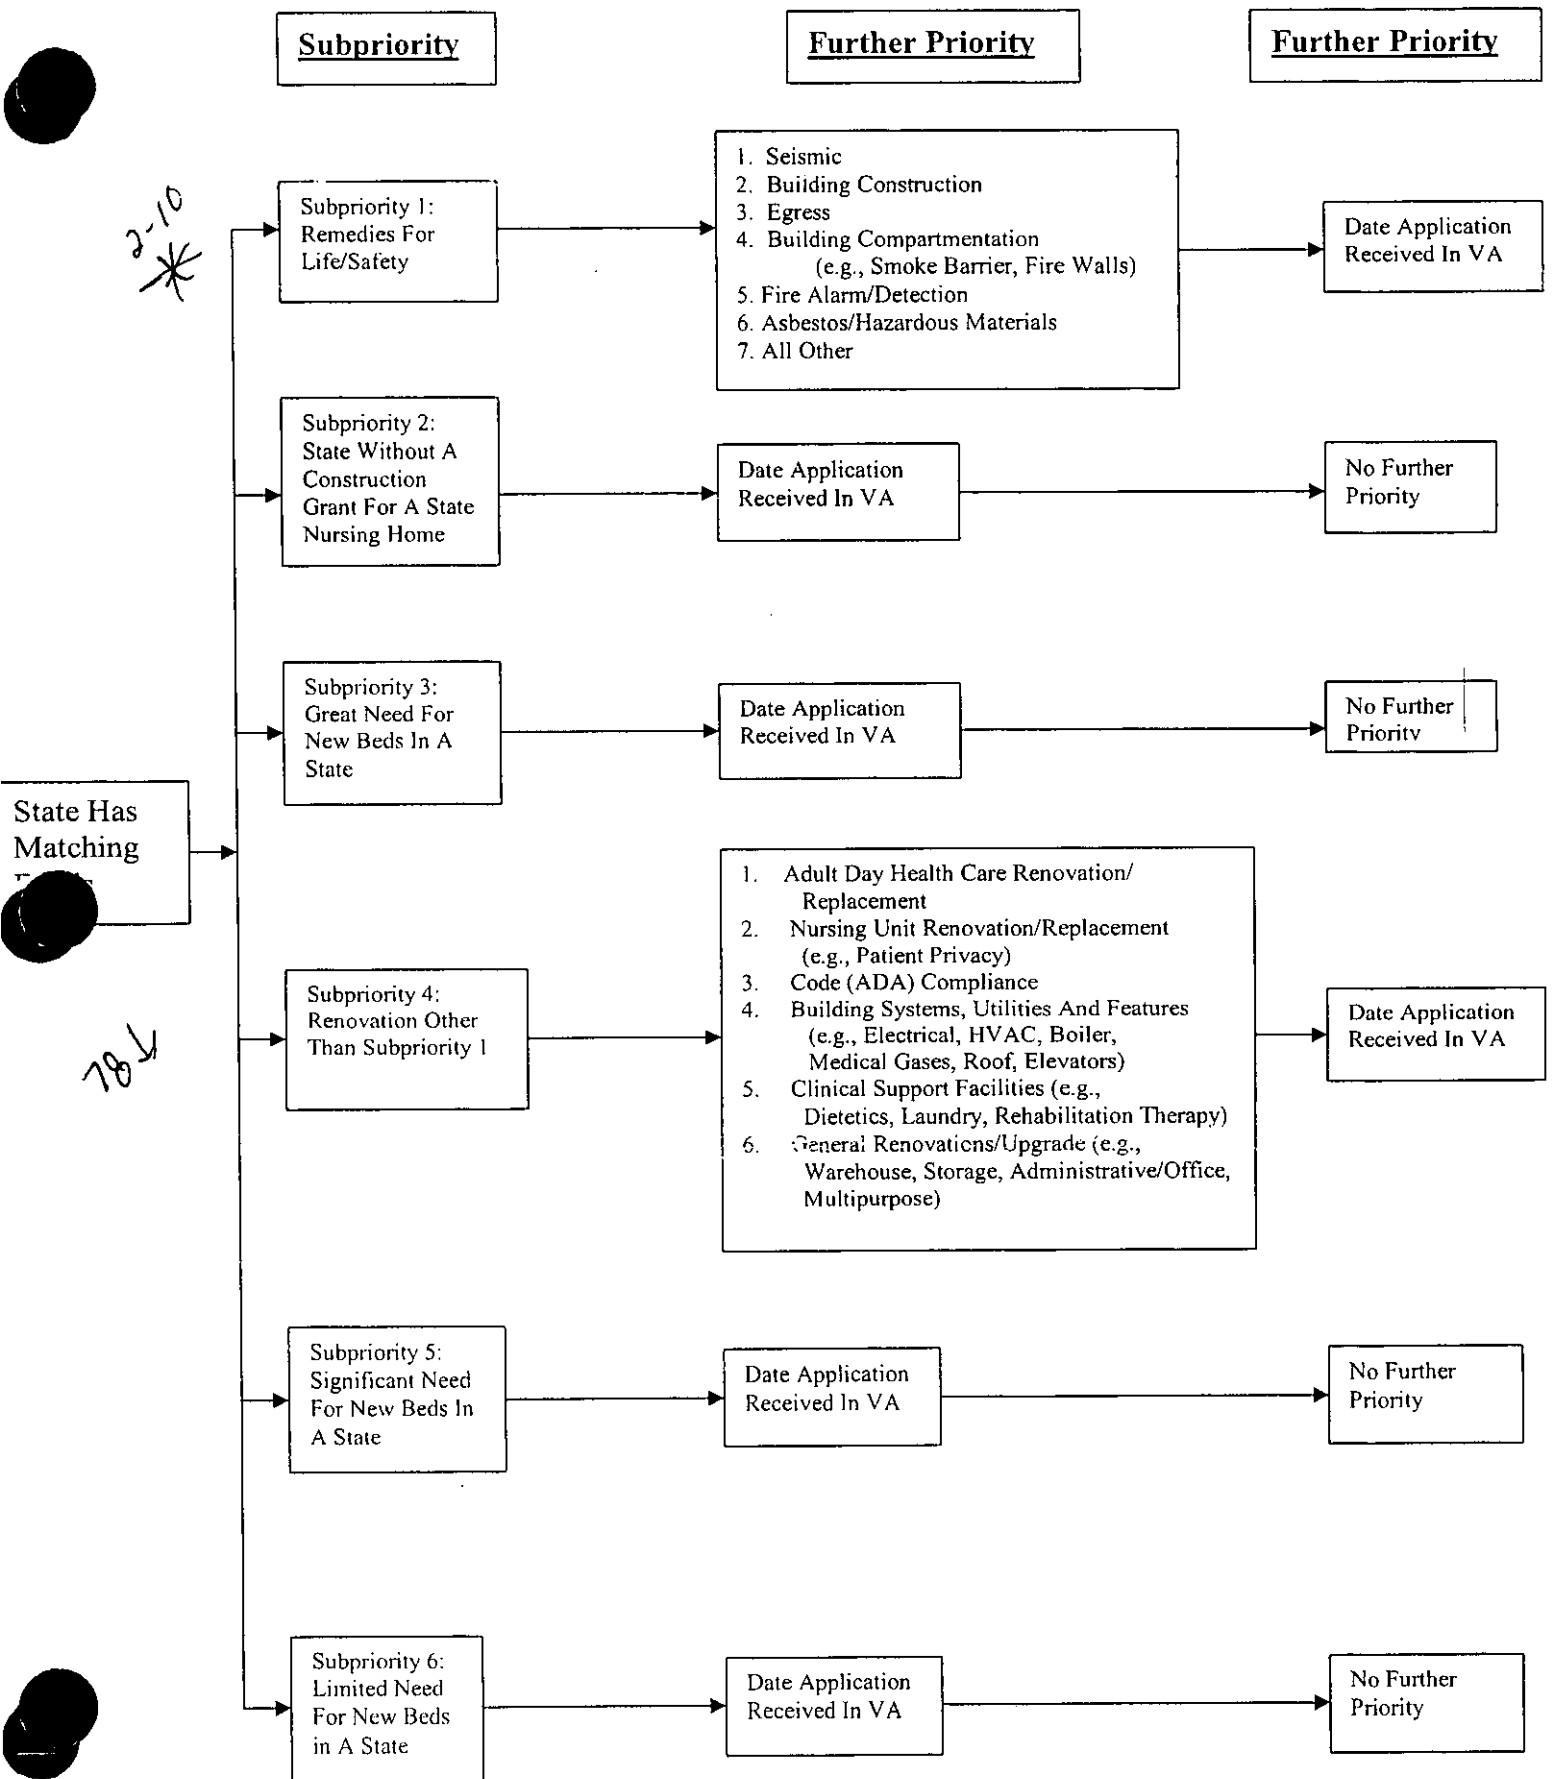 Subpriority
Further Priority
Further Priority
2-10
Subpriority 1:
Remedies For
Life/Safety
1. Seismic
2. Building Construction
3. Egress
4. Building Compartmentation
(e.g., Smoke Barrier, Fire Walls)
5. Fire Alarm/Detection
6. Asbestos/Hazardous Materials
7. All Other
Date Application
Received In VA
Subpriority 2:
State Without A
Construction
Grant For A State
Nursing Home
Date Application
Received In VA
No Further
Priority
Subpriority 3:
Great Need For
New Beds In A
State
Date Application
Received In VA
No Further
Priority
State Has
Matching
78↓
Subpriority 4:
Renovation Other
Than Subpriority 1
1. Adult Day Health Care Renovation/
Replacement
2. Nursing Unit Renovation/Replacement
(e.g., Patient Privacy)
3. Code (ADA) Compliance
4. Building Systems, Utilities And Features
(e.g., Electrical, HVAC, Boiler,
Medical Gases, Roof, Elevators)
5. Clinical Support Facilities (e.g.,
Dietetics, Laundry, Rehabilitation Therapy)
6. General Renovations/Upgrade (e.g.,
Warehouse, Storage, Administrative/Office,
Multipurpose)
Date Application
Received In VA
Subpriority 5:
Significant Need
For New Beds In
A State
Date Application
Received In VA
No Further
Priority
Subpriority 6:
Limited Need
For New Beds
in A State
Date Application
Received In VA
No Further
Priority